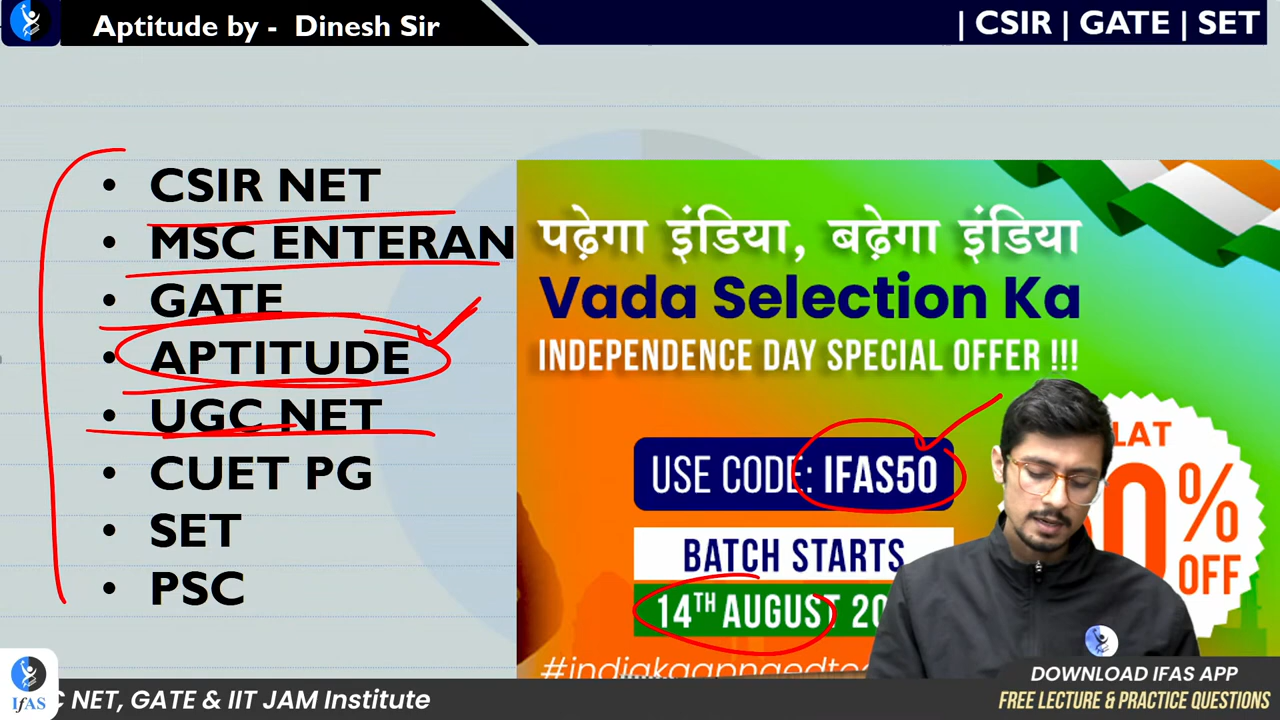 Aptitude by - Dinesh Sir
| CSIR | GATE | SET
• CSIR NET
• MSC ENTERAN
• GATE
• APTITUDE
• UGC NET
• CUET PG
• SET
• PSC
पढ़ेगा इंडिया, बढ़ेगा इंडिया
Vada Selection Ka
INDEPENDENCE DAY SPECIAL OFFER !!!
USE CODE: IFAS50
BATCH STARTS
14TH AUGUST 20
LAT
0%
OFF
IFAS
C NET, GATE & IIT JAM Institute
DOWNLOAD IFAS APP
FREE LECTURE & PRACTICE QUESTIONS